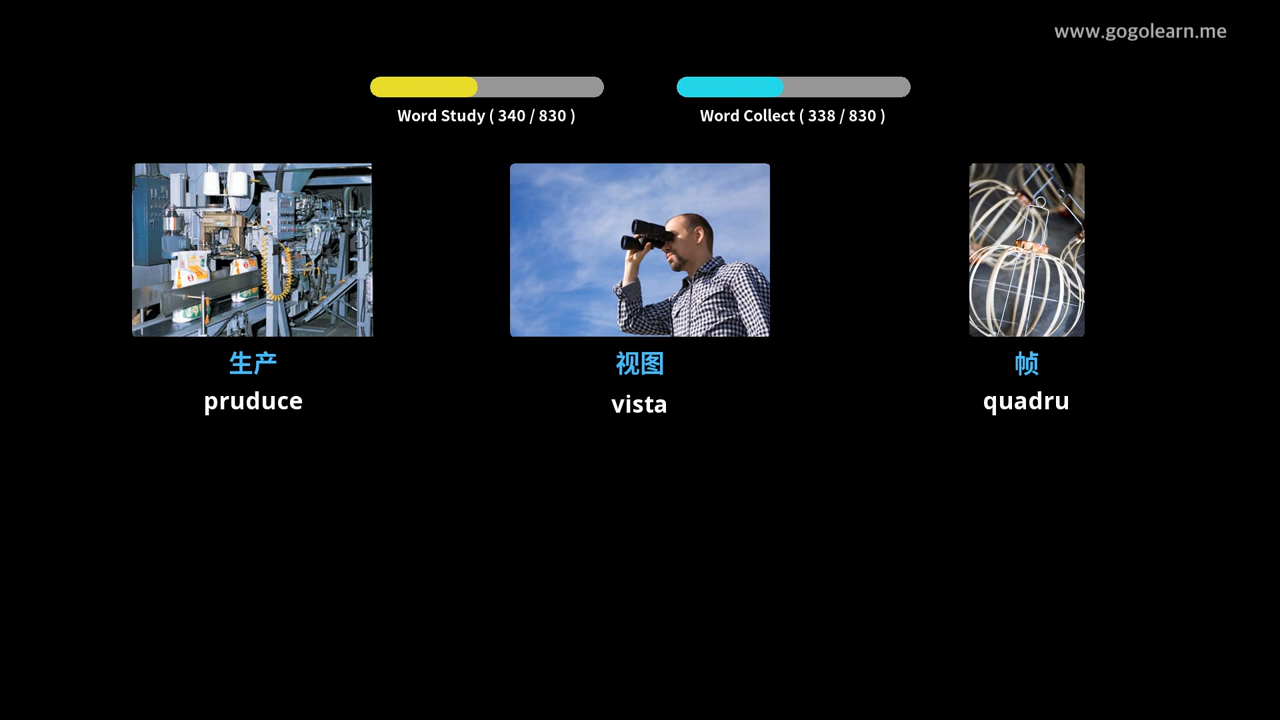 www.gogolearn.me
Word Study ( 340 / 830 )
Word Collect ( 338 / 830 )
生产
pruduce
视图
vista
帧
quadru